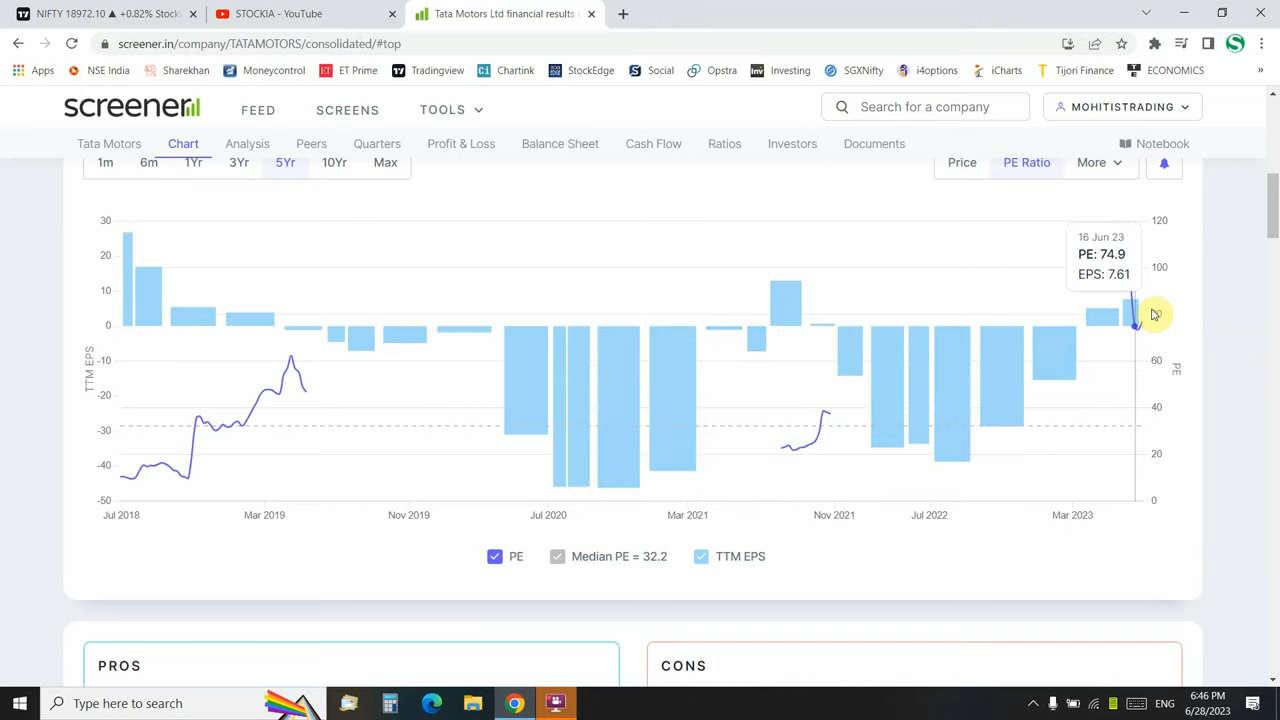 NIFTY 18972.10 ▲ +0.82% Stocki
STOCKIA - YouTube
Tata Motors Ltd financial results
screener.in/company/TATAMOTORS/consolidated/#top
Apps NSE India Sharekhan Moneycontrol ET Prime Tradingview Chartink StockEdge Social Opstra Investing SGXNifty i4options iCharts Tijori Finance ECONOMICS »
screener
FEED SCREENS TOOLS
Search for a company
MOHITISTRADING
Tata Motors Chart Analysis Peers Quarters Profit & Loss Balance Sheet Cash Flow Ratios Investors Documents Notebook
1m 6m 1Yr 3Yr 5Yr 10Yr Max
Price PE Ratio More
30
20
10
0
-10
-20
-30
-40
-50
TTM EPS
120
100
60
40
20
0
PE
16 Jun 23
PE: 74.9
EPS: 7.61
Jul 2018 Mar 2019 Nov 2019 Jul 2020 Mar 2021 Nov 2021 Jul 2022 Mar 2023
PE Median PE = 32.2 TTM EPS
PROS
CONS
Type here to search
ENG
6:46 PM
6/28/2023